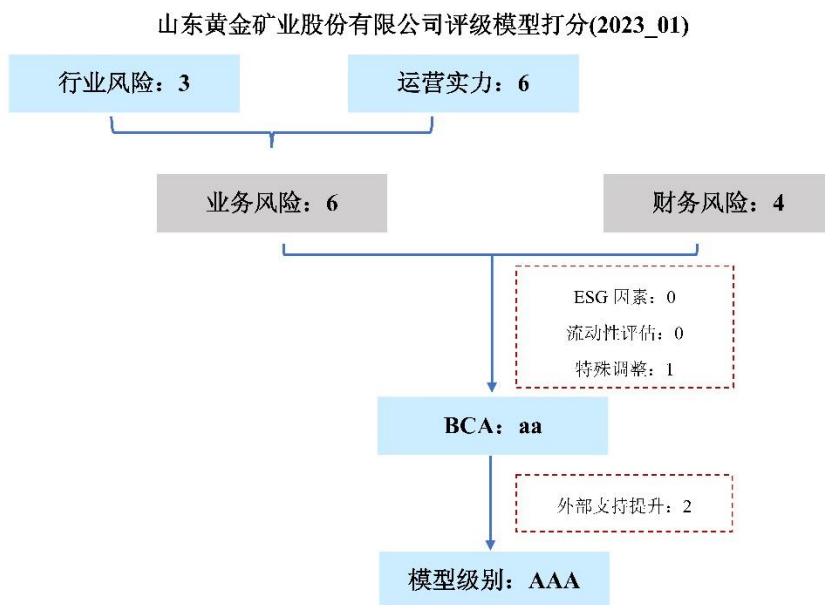 山东黄金矿业股份有限公司评级模型打分(2023_01)
行业风险：3
运营实力：6
业务风险：6
财务风险：4
ESG 因素：0
流动性评估：0
特殊调整：1
BCA：aa
外部支持提升：2
模型级别：AAA